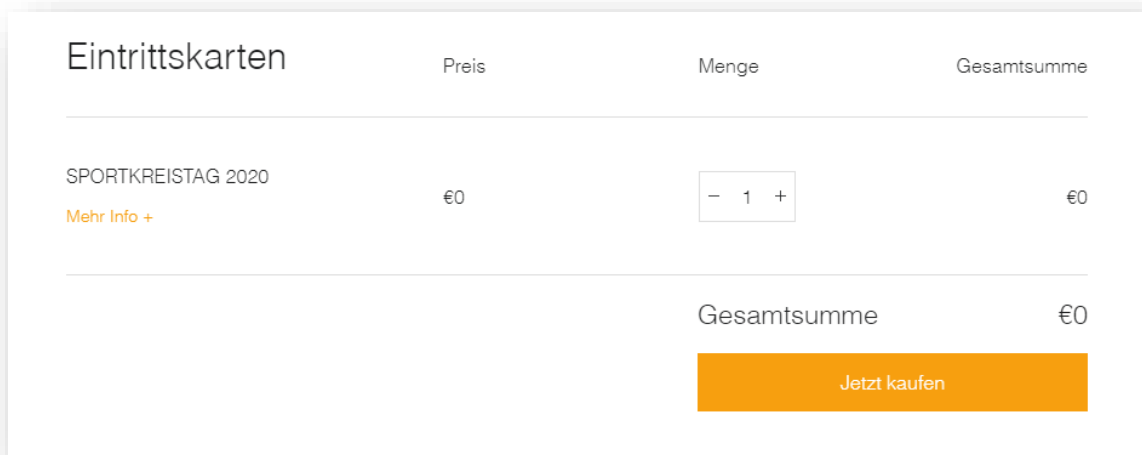 Eintrittskarten Preis Menge Gesamtsumme
SPORTKREISTAG 2020
Mehr Info +
€0 − 1 + €0
Gesamtsumme €0
Jetzt kaufen